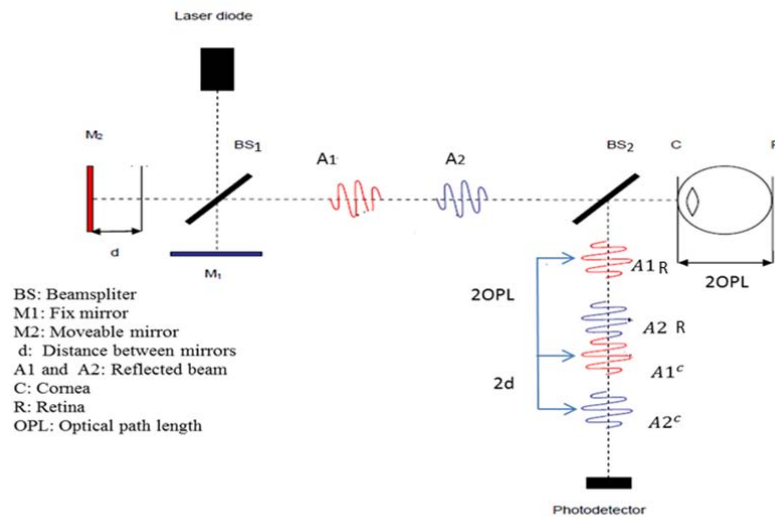 Laser diode
M2
BS1
A1
A2
BS2
C
d
M1
A1 R
2OPL
2OPL
A2 R
A1c
2d
A2c
BS: Beamspliter
M1: Fix mirror
M2: Moveable mirror
d: Distance between mirrors
A1 and A2: Reflected beam
C: Cornea
R: Retina
OPL: Optical path length
Photodetector